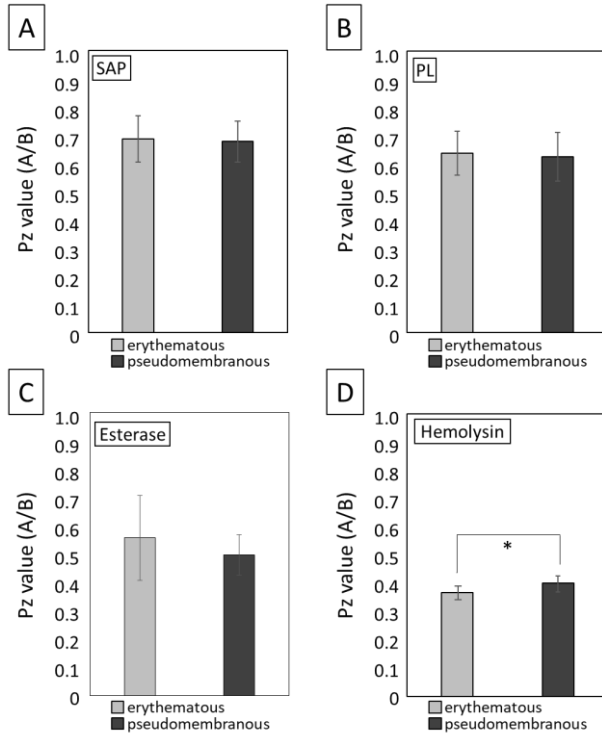 A
Pz value (A/B)
1.0
0.9
0.8
0.7
0.6
0.5
0.4
0.3
0.2
0.1
0
SAP
erythematous
pseudomembranous
B
Pz value (A/B)
1.0
0.9
0.8
0.7
0.6
0.5
0.4
0.3
0.2
0.1
0
PL
erythematous
pseudomembranous
C
Pz value (A/B)
1.0
0.9
0.8
0.7
0.6
0.5
0.4
0.3
0.2
0.1
0
Esterase
erythematous
pseudomembranous
D
Pz value (A/B)
1.0
0.9
0.8
0.7
0.6
0.5
0.4
0.3
0.2
0.1
0
Hemolysin
*
erythematous
pseudomembranous